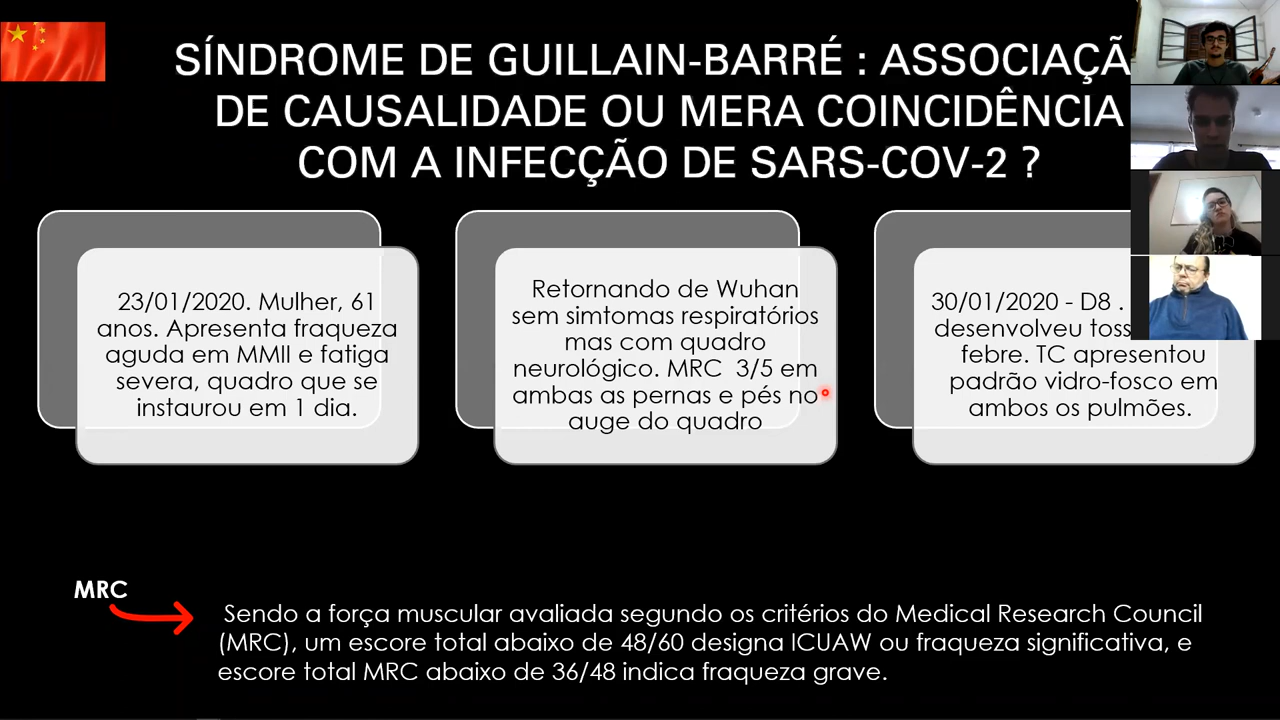 SÍNDROME DE GUILLAIN-BARRÉ : ASSOCIAÇÃ
DE CAUSALIDADE OU MERA COINCIDÊNCIA
COM A INFECÇÃO DE SARS-COV-2 ?
23/01/2020. Mulher, 61
anos. Apresenta fraqueza
aguda em MMII e fatiga
severa, quadro que se
instaurou em 1 dia.
Retornando de Wuhan
sem simtomas respiratórios
mas com quadro
neurológico. MRC 3/5 em
ambas as pernas e pés no
auge do quadro
30/01/2020 - D8 .
desenvolveu toss
febre. TC apresentou
padrão vidro-fosco em
ambos os pulmões.
MRC
Sendo a força muscular avaliada segundo os critérios do Medical Research Council
(MRC), um escore total abaixo de 48/60 designa ICUAW ou fraqueza significativa, e
escore total MRC abaixo de 36/48 indica fraqueza grave.